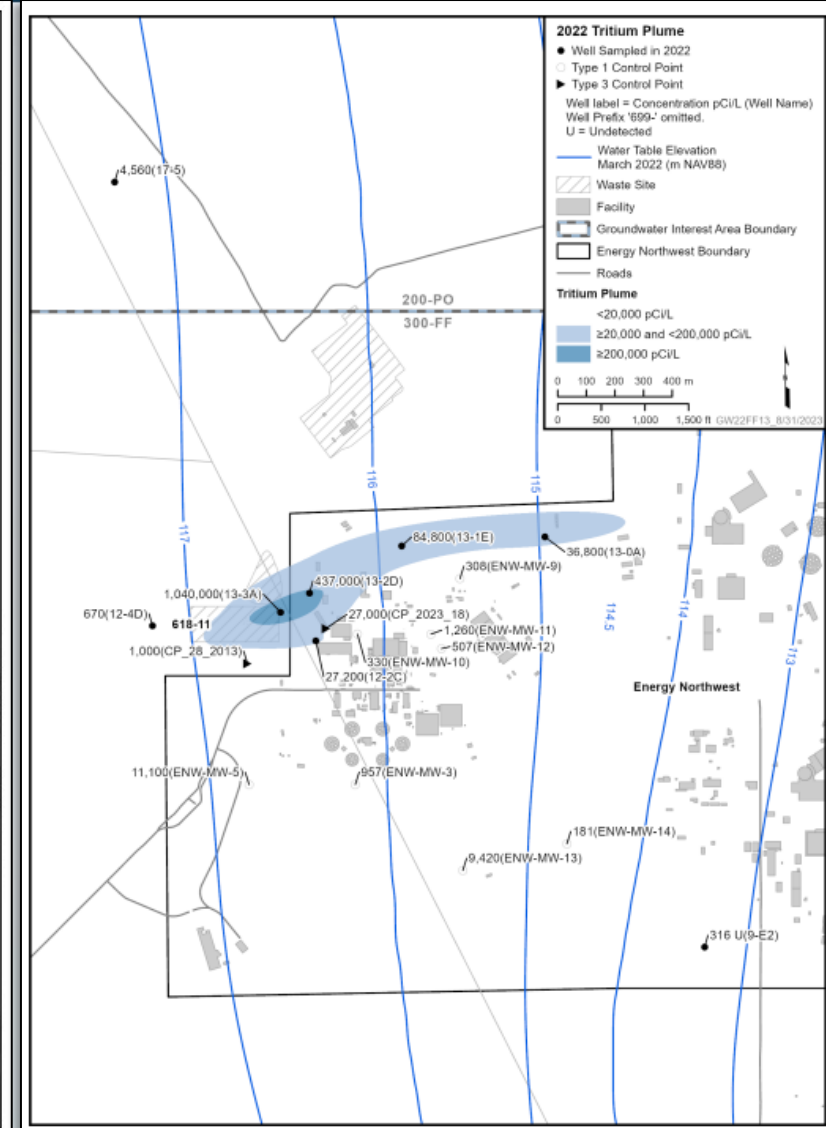 2022 Tritium Plume
Well Sampled in 2022
Type 1 Control Point
Type 3 Control Point
Well label = Concentration pCi/L (Well Name)
Well Prefix '699-' omitted.
U = Undetected
Water Table Elevation
March 2022 (m NAV88)
Waste Site
Facility
Groundwater Interest Area Boundary
Energy Northwest Boundary
Roads
Tritium Plume
<20,000 pCi/L
≥20,000 and <200,000 pCi/L
≥200,000 pCi/L
0 100 200 300 400 m
0 500 1,000 1,500 ft
GW22FF13_8/31/2023
4,560(17-5)
200-PO
300-FF
116
115
117
84,800(13-1E)
36,800(13-0A)
308(ENW-MW-9)
437,000(13-2D)
1,040,000(13-3A)
670(12-4D)
618-11
27,000(CP_2023_18)
1,260(ENW-MW-11)
507(ENW-MW-12)
114.5
114
113
1,000(CP_28_2013)
330(ENW-MW-10)
27,200(12-2C)
Energy Northwest
11,100(ENW-MW-5)
957(ENW-MW-3)
181(ENW-MW-14)
9,420(ENW-MW-13)
316 U(9-E2)